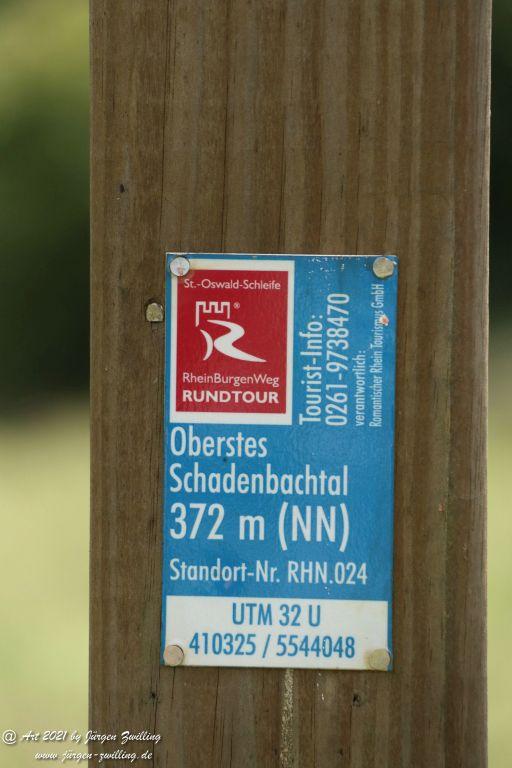 St.-Oswald-Schleife
®
RheinBurgenWeg
RUNDTOUR
Tourist-Info:
0261-9738470
verantwortlich:
Romantischer Rhein Tourismus GmbH
Oberstes
Schadenbachtal
372 m (NN)
Standort-Nr. RHN.024
UTM 32 U
410325 / 5544048
@ Art 2021 by Jürgen Zwilling
www.jürgen-zwilling.de